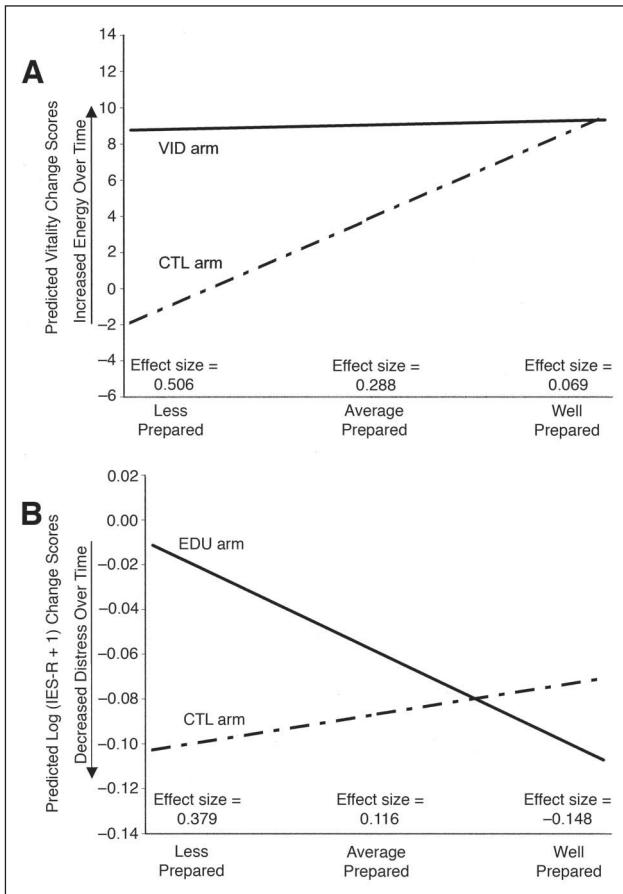 A
Predicted Vitality Change Scores
Increased Energy Over Time
14
12
10
8
6
4
2
0
−2
−4
−6
VID arm
CTL arm
Effect size = 0.506
Effect size = 0.288
Effect size = 0.069
Less
Prepared
Average
Prepared
Well
Prepared
B
Predicted Log (IES-R + 1) Change Scores
Decreased Distress Over Time
0.02
0.00
−0.02
−0.04
−0.06
−0.08
−0.10
−0.12
−0.14
EDU arm
CTL arm
Effect size =
0.379
Effect size =
0.116
Effect size =
−0.148
Less
Prepared
Average
Prepared
Well
Prepared